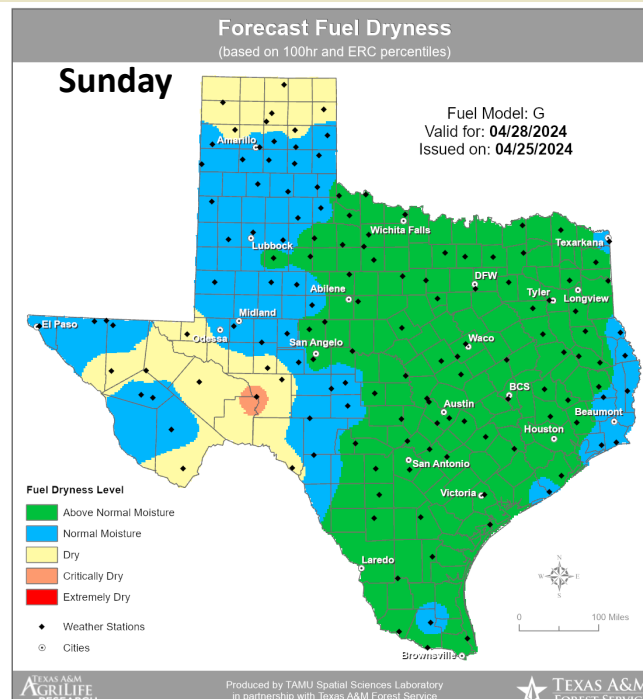 Forecast Fuel Dryness
(based on 100hr and ERC percentiles)
Sunday
Fuel Model: G
Valid for: 04/28/2024
Issued on: 04/25/2024
Amarillo
Wichita Falls
Lubbock
Texarkana
DFW
Abilene
Tyler
Longview
Midland
El Paso
Odessa
San Angelo
Waco
Austin
BCS
Beaumont
Houston
San Antonio
Victoria
Laredo
Brownsville
Fuel Dryness Level
Above Normal Moisture
Normal Moisture
Dry
Critically Dry
Extremely Dry
Weather Stations
Cities
N
W E
S
0 100 Miles
TEXAS A&M
AGRILIFE
RESEARCH
Produced by TAMU Spatial Sciences Laboratory
in partnership with Texas A&M Forest Service
TEXAS A&M
FOREST SERVICE